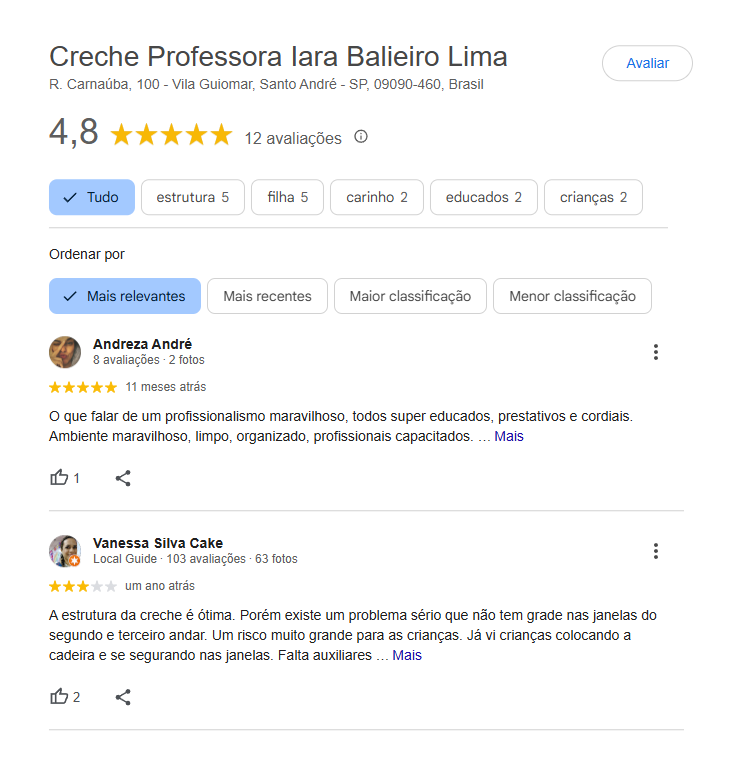 Creche Professora Iara Balieiro Lima
Avaliar
R. Carnaúba, 100 - Vila Guiomar, Santo André - SP, 09090-460, Brasil
4,8 12 avaliações
Tudo estrutura 5 filha 5 carinho 2 educados 2 crianças 2
Ordenar por
Mais relevantes Mais recentes Maior classificação Menor classificação
Andreza André
8 avaliações · 2 fotos
11 meses atrás
O que falar de um profissionalismo maravilhoso, todos super educados, prestativos e cordiais.
Ambiente maravilhoso, limpo, organizado, profissionais capacitados. … Mais
1
Vanessa Silva Cake
Local Guide · 103 avaliações · 63 fotos
um ano atrás
A estrutura da creche é ótima. Porém existe um problema sério que não tem grade nas janelas do
segundo e terceiro andar. Um risco muito grande para as crianças. Já vi crianças colocando a
cadeira e se segurando nas janelas. Falta auxiliares … Mais
2